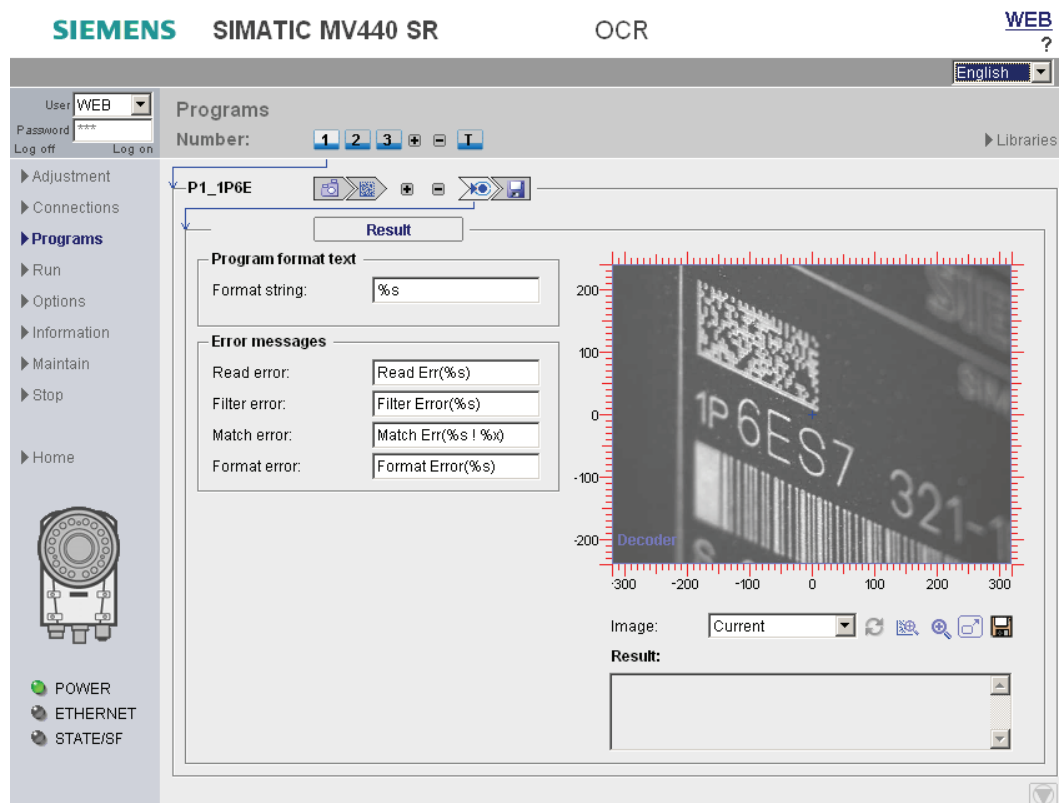 SIEMENS SIMATIC MV440 SR OCR WEB
?
English
User WEB
Password ***
Log off Log on
Programs
Number: 1 2 3 T
Libraries
Adjustment
Connections
Programs
Run
Options
Information
Maintain
Stop
Home
POWER
ETHERNET
STATE/SF
P1_1P6E
Result
Program format text
Format string: %s
Error messages
Read error: Read Err(%s)
Filter error: Filter Error(%s)
Match error: Match Err(%s ! %x)
Format error: Format Error(%s)
200
100
0
-100
-200
1P 6ES7 321-1
Decoder
-300 -200 -100 0 100 200 300
Image: Current
Result: